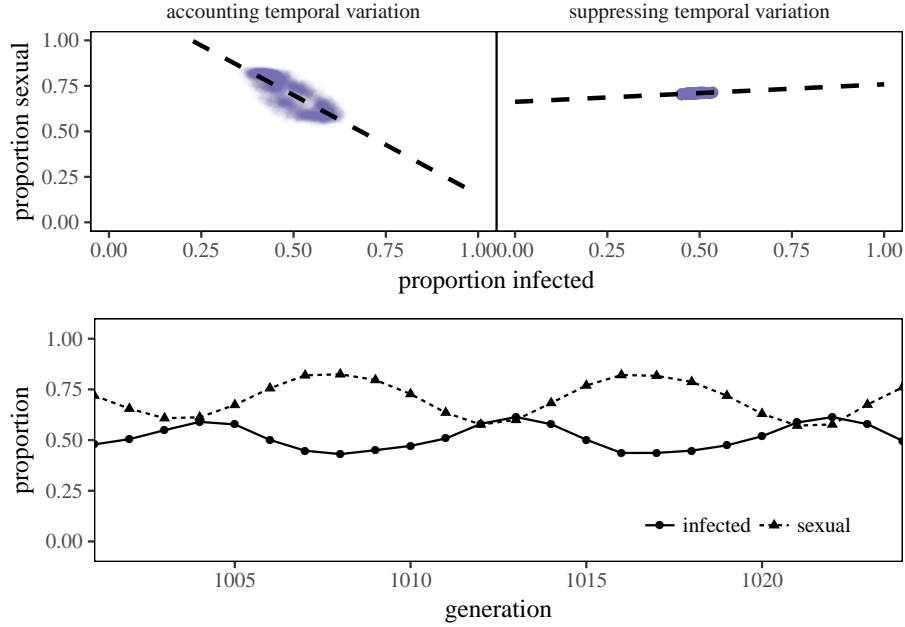 accounting temporal variation
suppressing temporal variation
proportion sexual
1.00
0.75
0.50
0.25
0.00
0.00 0.25 0.50 0.75 1.00
0.00 0.25 0.50 0.75 1.00
proportion infected
proportion
1.00
0.75
0.50
0.25
0.00
infected sexual
1005 1010 1015 1020
generation